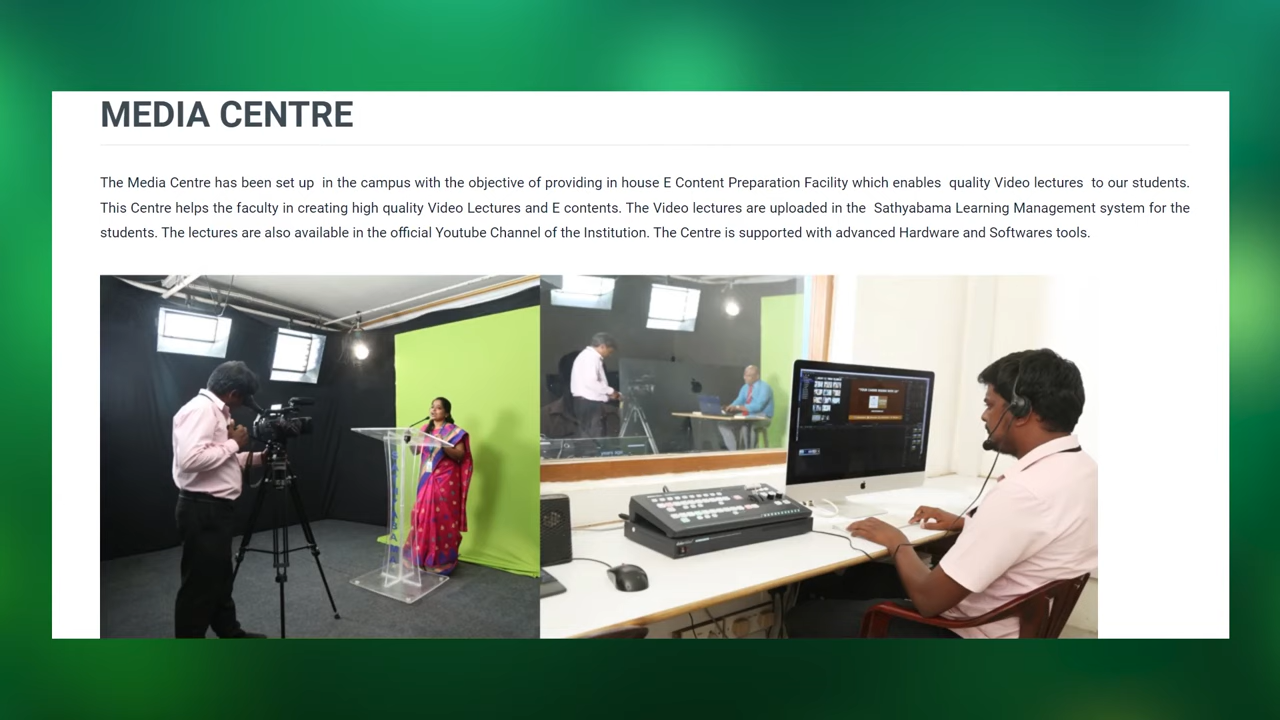 MEDIA CENTRE
The Media Centre has been set up in the campus with the objective of providing in house E Content Preparation Facility which enables quality Video lectures to our students.
This Centre helps the faculty in creating high quality Video Lectures and E contents. The Video lectures are uploaded in the Sathyabama Learning Management system for the
students. The lectures are also available in the official Youtube Channel of the Institution. The Centre is supported with advanced Hardware and Softwares tools.